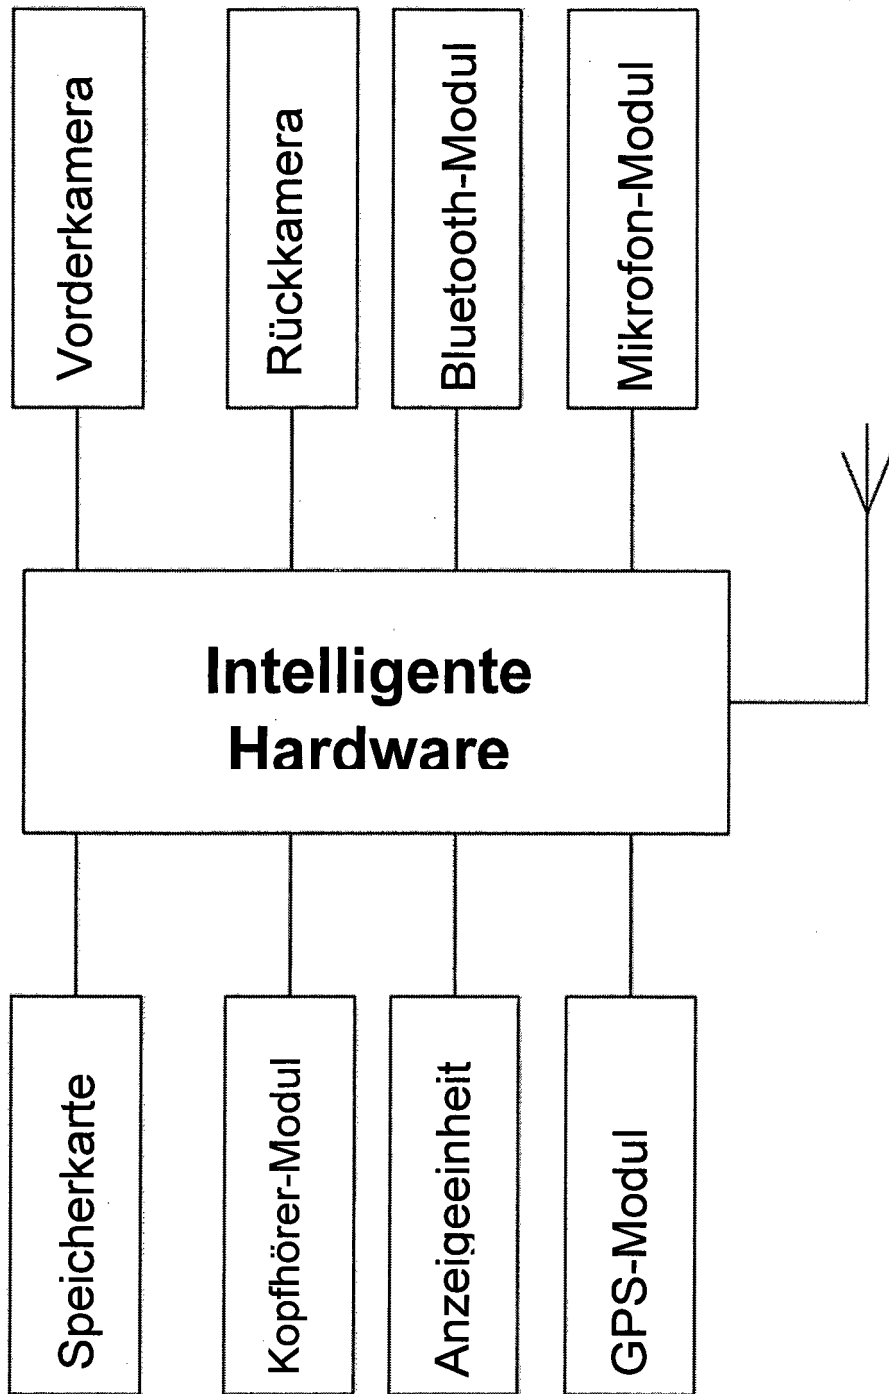 Vorderkamera
Rückkamera
Bluetooth-Modul
Mikrofon-Modul
Intelligente
Hardware
Speicherkarte
Kopfhörer-Modul
Anzeigeeinheit
GPS-Modul